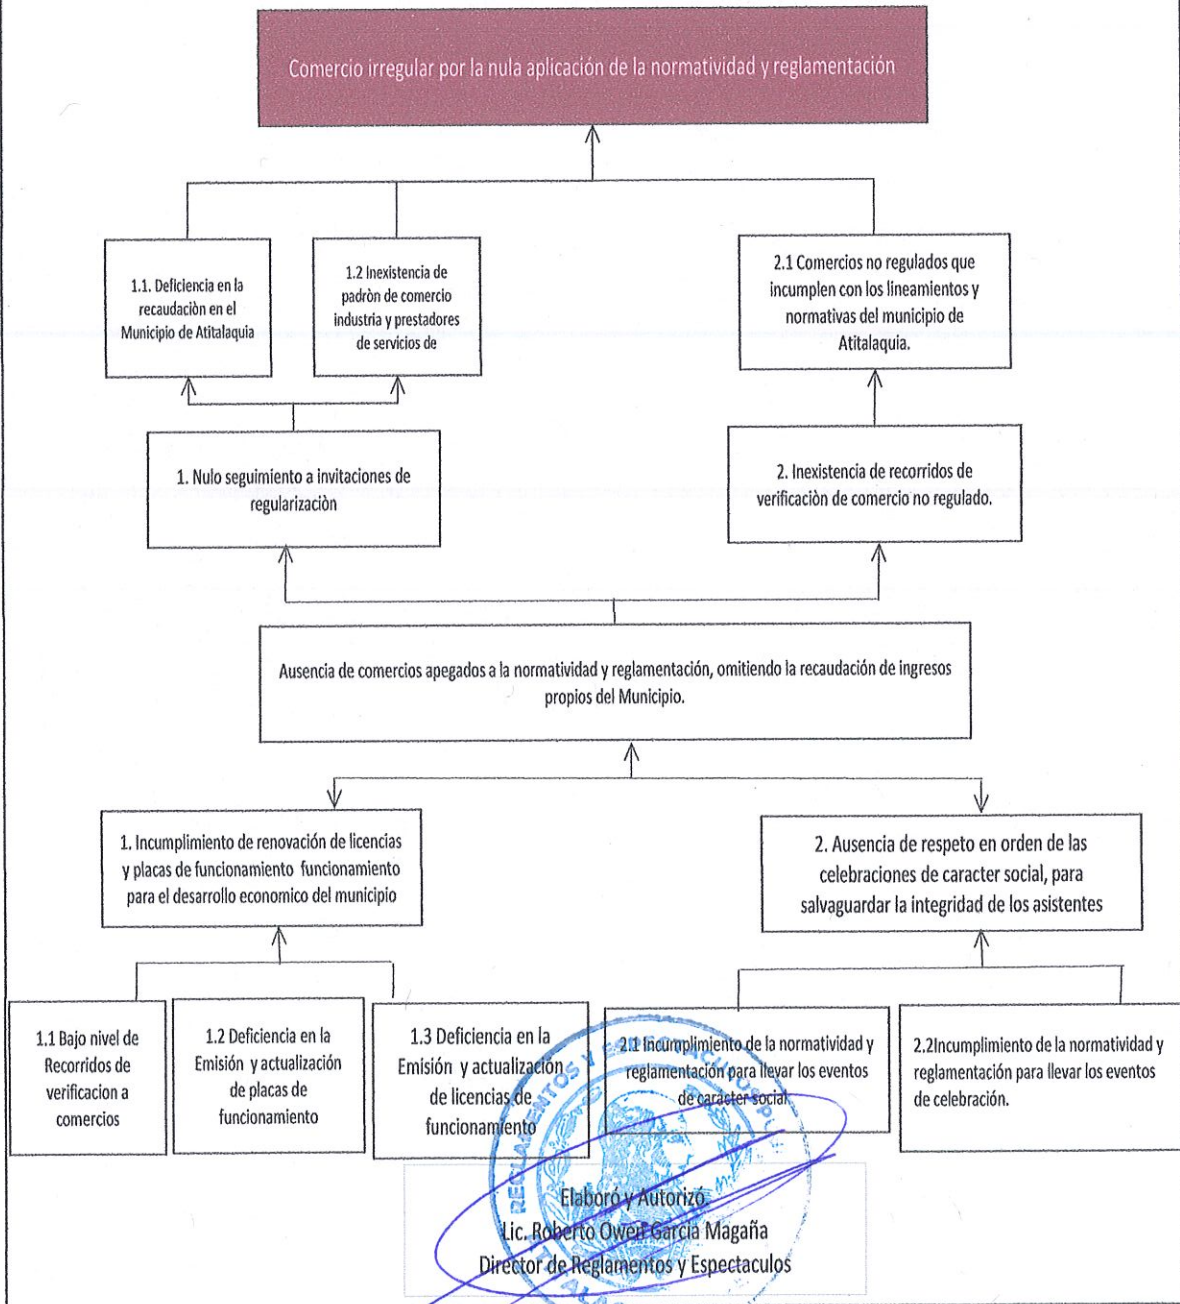 Comercio irregular por la nula aplicación de la normatividad y reglamentación
1.1. Deficiencia en la
recaudaciòn en el
Municipio de Atitalaquia
1.2 Inexistencia de
padròn de comercio
industria y prestadores
de servicios de
2.1 Comercios no regulados que
incumplen con los lineamientos y
normativas del municipio de
Atitalaquia.
1. Nulo seguimiento a invitaciones de
regularizaciòn
2. Inexistencia de recorridos de
verificaciòn de comercio no regulado.
Ausencia de comercios apegados a la normatividad y reglamentación, omitiendo la recaudación de ingresos
propios del Municipio.
1. Incumplimiento de renovación de licencias
y placas de funcionamiento funcionamiento
para el desarrollo economico del municipio
2. Ausencia de respeto en orden de las
celebraciones de caracter social, para
salvaguardar la integridad de los asistentes
1.1 Bajo nivel de
Recorridos de
verificacion a
comercios
1.2 Deficiencia en la
Emisión y actualización
de placas de
funcionamiento
1.3 Deficiencia en la
Emisión y actualización
de licencias de
funcionamiento
2.1 Incumplimiento de la normatividad y
reglamentación para llevar los eventos
de carácter social.
2.2Incumplimiento de la normatividad y
reglamentación para llevar los eventos
de celebración.
REGLAMENTOS Y ESPECTACULOS
Elaboró y Autorizó
Lic. Roberto Owen Garcia Magaña
Director de Reglamentos y Espectaculos